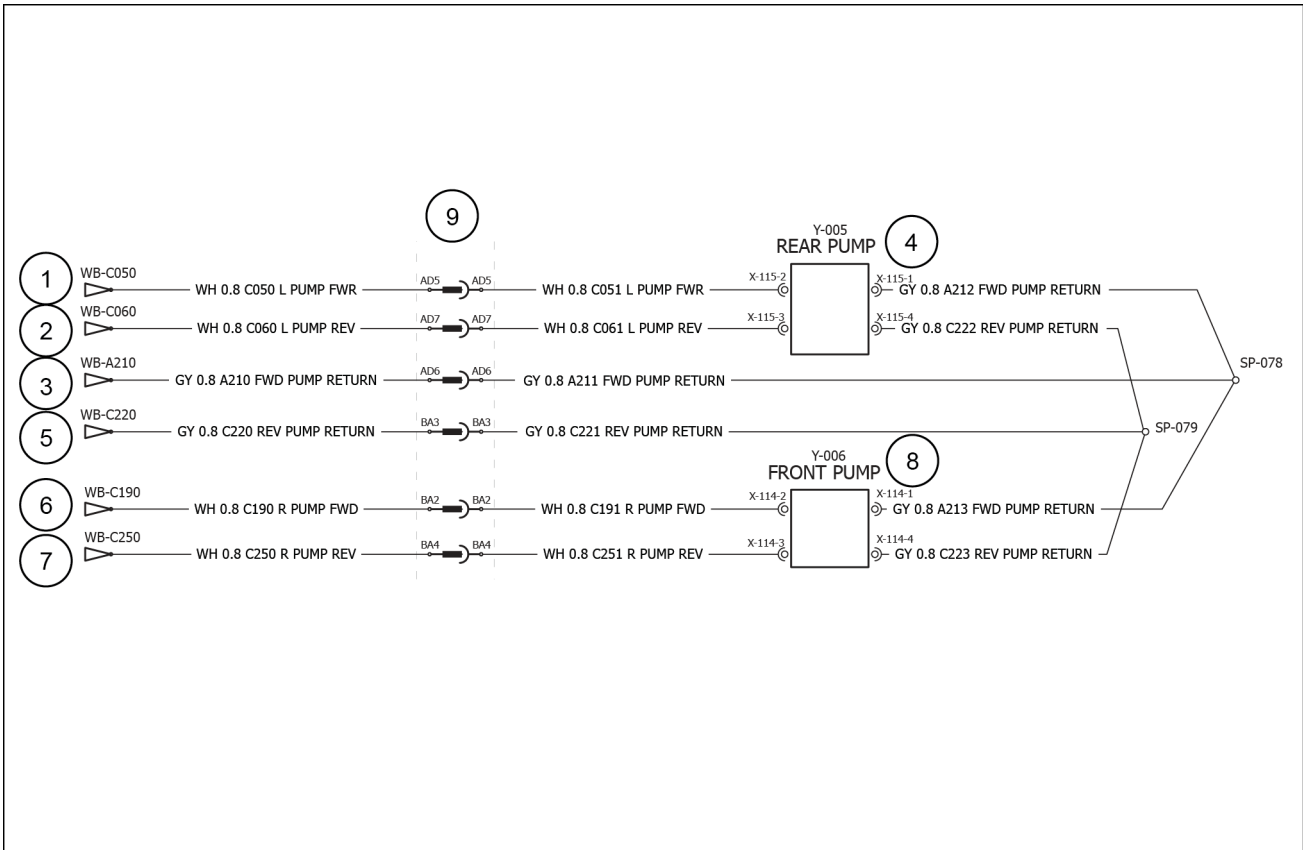 9
Y-005
REAR PUMP
4
1
WB-C050
WH 0.8 C050 L PUMP FWR
AD5
AD5
WH 0.8 C051 L PUMP FWR
X-115-2
X-115-1
GY 0.8 A212 FWD PUMP RETURN
2
WB-C060
WH 0.8 C060 L PUMP REV
AD7
AD7
WH 0.8 C061 L PUMP REV
X-115-3
X-115-4
GY 0.8 C222 REV PUMP RETURN
3
WB-A210
GY 0.8 A210 FWD PUMP RETURN
AD6
AD6
GY 0.8 A211 FWD PUMP RETURN
SP-078
5
WB-C220
GY 0.8 C220 REV PUMP RETURN
BA3
BA3
GY 0.8 C221 REV PUMP RETURN
SP-079
Y-006
FRONT PUMP
8
6
WB-C190
WH 0.8 C190 R PUMP FWD
BA2
BA2
WH 0.8 C191 R PUMP FWD
X-114-2
X-114-1
GY 0.8 A213 FWD PUMP RETURN
7
WB-C250
WH 0.8 C250 R PUMP REV
BA4
BA4
WH 0.8 C251 R PUMP REV
X-114-3
X-114-4
GY 0.8 C223 REV PUMP RETURN